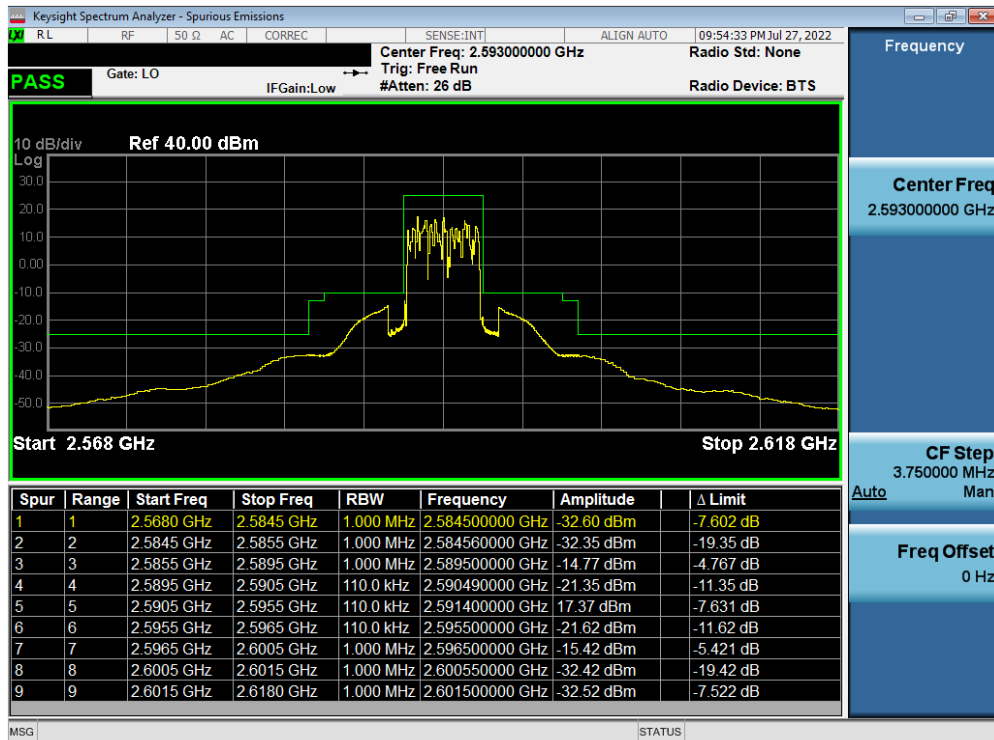 Keysight Spectrum Analyzer - Spurious Emissions
LXI RL RF 50 Ω AC CORREC SENSE:INT ALIGN AUTO 09:54:33 PM Jul 27, 2022
Center Freq: 2.593000000 GHz Radio Std: None
PASS Gate: LO Trig: Free Run
IFGain:Low #Atten: 26 dB Radio Device: BTS
Frequency
10 dB/div Ref 40.00 dBm
Log
30.0
20.0
10.0
0.00
-10.0
-20.0
-30.0
-40.0
-50.0
Start 2.568 GHz Stop 2.618 GHz
Center Freq
2.593000000 GHz
CF Step
3.750000 MHz
Auto Man
Freq Offset
0 Hz
Spur Range Start Freq Stop Freq RBW Frequency Amplitude Δ Limit
1 1 2.5680 GHz 2.5845 GHz 1.000 MHz 2.584500000 GHz -32.60 dBm -7.602 dB
2 2 2.5845 GHz 2.5855 GHz 1.000 MHz 2.584560000 GHz -32.35 dBm -19.35 dB
3 3 2.5855 GHz 2.5895 GHz 1.000 MHz 2.589500000 GHz -14.77 dBm -4.767 dB
4 4 2.5895 GHz 2.5905 GHz 110.0 kHz 2.590490000 GHz -21.35 dBm -11.35 dB
5 5 2.5905 GHz 2.5955 GHz 110.0 kHz 2.591400000 GHz 17.37 dBm -7.631 dB
6 6 2.5955 GHz 2.5965 GHz 110.0 kHz 2.595500000 GHz -21.62 dBm -11.62 dB
7 7 2.5965 GHz 2.6005 GHz 1.000 MHz 2.596500000 GHz -15.42 dBm -5.421 dB
8 8 2.6005 GHz 2.6015 GHz 1.000 MHz 2.600550000 GHz -32.42 dBm -19.42 dB
9 9 2.6015 GHz 2.6180 GHz 1.000 MHz 2.601500000 GHz -32.52 dBm -7.522 dB
MSG STATUS